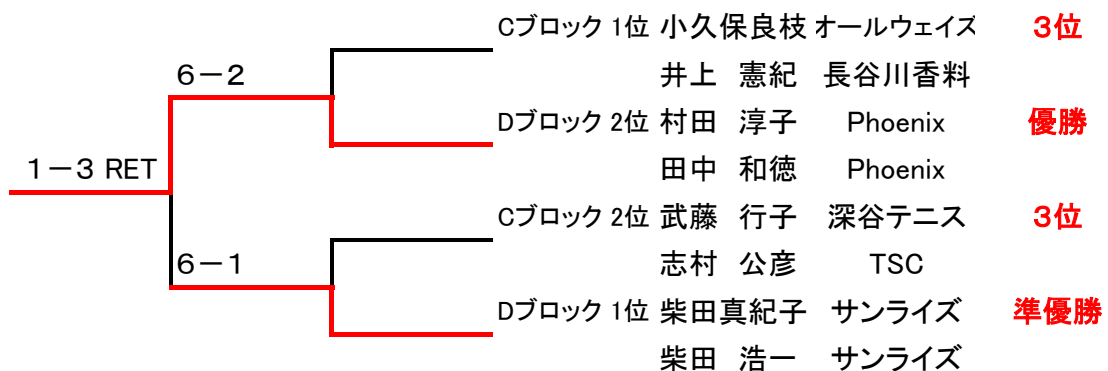 Cブロック 1位 小久保良枝 オールウェイズ 3位
6－2 井上 憲紀 長谷川香料
Dブロック 2位 村田 淳子 Phoenix 優勝
1－3 RET 田中 和徳 Phoenix
Cブロック 2位 武藤 行子 深谷テニス 3位
6－1 志村 公彦 TSC
Dブロック 1位 柴田真紀子 サンライズ 準優勝
柴田 浩一 サンライズ